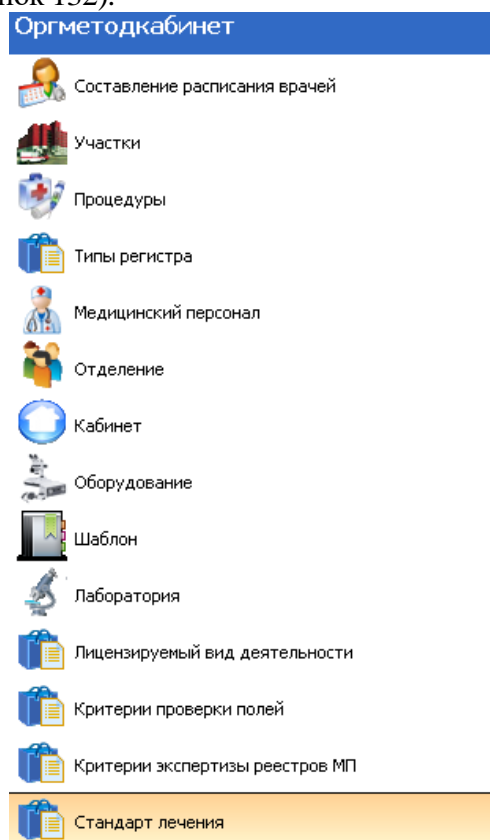 132).
Оргметодкабинет
Составление расписания врачей
Участки
Процедуры
Типы регистра
Медицинский персонал
Отделение
Кабинет
Оборудование
Шаблон
Лаборатория
Лицензируемый вид деятельности
Критерии проверки полей
Критерии экспертизы реестров МП
Стандарт лечения